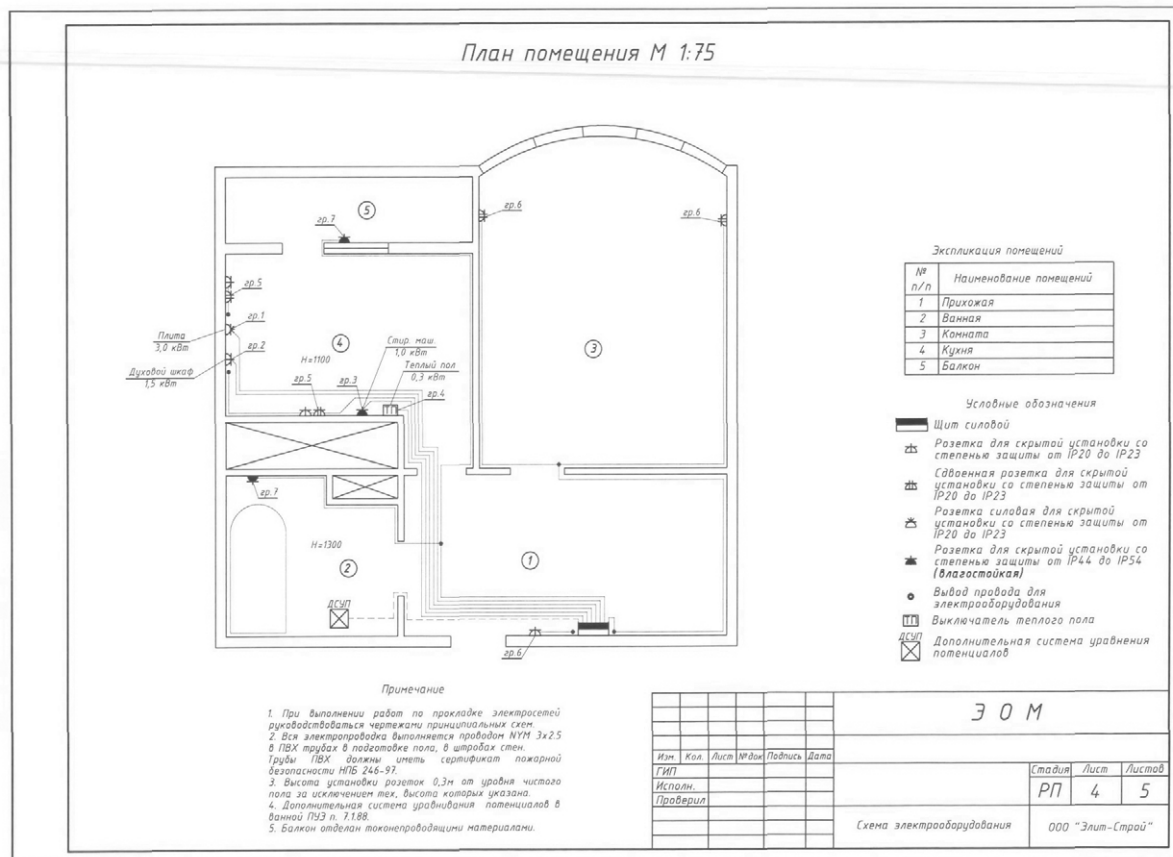 План помещения М 1:75
5
гр.7
гр.6
гр.6
гр.5
гр.1
Плита
3,0 кВт
гр.2
Духовой шкаф
1,5 кВт
4
H=1100
Стир. маш.
1,0 кВт
Теплый пол
0,3 кВт
гр.5
гр.3
гр.4
3
гр.7
H=1300
2
1
ДСУП
гр.6
Экспликация помещений
№ п/п Наименование помещений
1 Прихожая
2 Ванная
3 Комната
4 Кухня
5 Балкон
Условные обозначения
Щит силовой
Розетка для скрытой установки со
степенью защиты от IP20 до IP23
Сдвоенная розетка для скрытой
установки со степенью защиты от
IP20 до IP23
Розетка силовая для скрытой
установки со степенью защиты от
IP20 до IP23
Розетка для скрытой установки со
степенью защиты от IP44 до IP54
(влагостойкая)
Вывод провода для
электрооборудования
Выключатель теплого пола
ДСУП
Дополнительная система уравнения
потенциалов
Примечание
1. При выполнении работ по прокладке электросетей
руководствоваться чертежами принципиальных схем.
2. Вся электропроводка выполняется проводом NYM 3х2.5
в ПВХ трубах в подготовке пола, в штробах стен.
Трубы ПВХ должны иметь сертификат пожарной
безопасности НПБ 246-97.
3. Высота установки розеток 0,3м от уровня чистого
пола за исключением тех, высота которых указана.
4. Дополнительная система уравнивания потенциалов в
ванной ПУЭ п. 7.1.88.
5. Балкон отделан токонепроводящими материалами.
ЭОМ
Изм. Кол. Лист №док Подпись Дата
ГИП
Исполн.
Проверил
Стадия Лист Листов
РП 4 5
Схема электрооборудования
ООО "Элит-Строй"